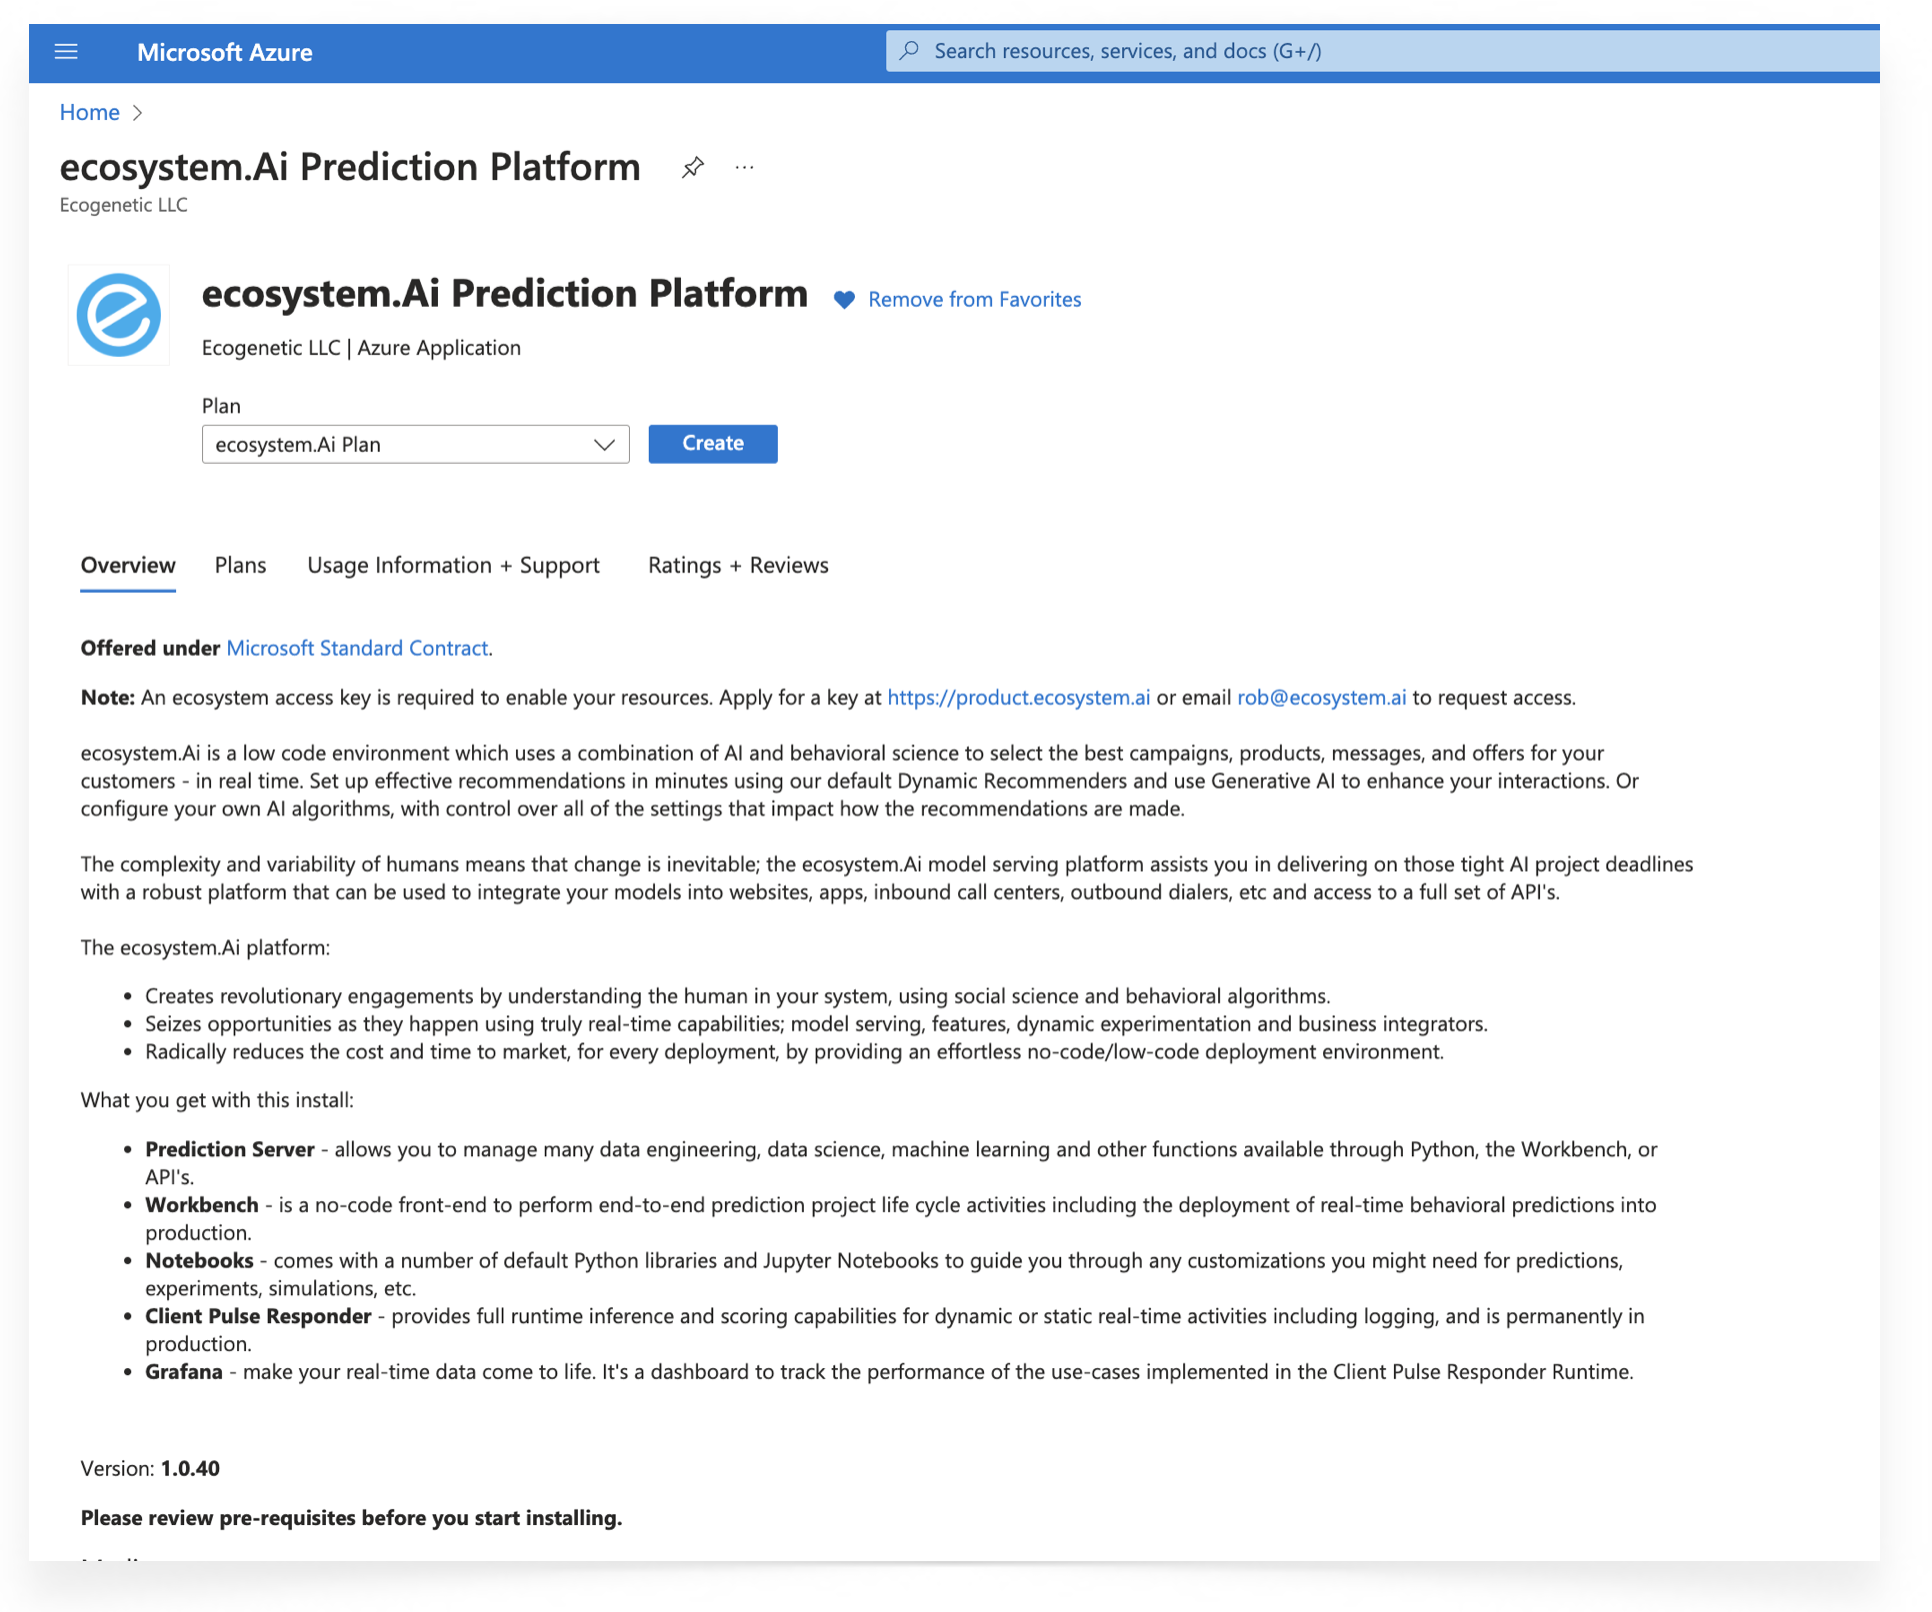 Microsoft Azure
Search resources, services, and docs (G+/)
Home
ecosystem.Ai Prediction Platform
...
Ecogenetic LLC
ecosystem.Ai Prediction Platform
Remove from Favorites
Ecogenetic LLC | Azure Application
Plan
ecosystem.Ai Plan
Create
Overview
Plans
Usage Information + Support
Ratings + Reviews
Offered under Microsoft Standard Contract.
Note: An ecosystem access key is required to enable your resources. Apply for a key at https://product.ecosystem.ai or email rob@ecosystem.ai to request access.
ecosystem.Ai is a low code environment which uses a combination of AI and behavioral science to select the best campaigns, products, messages, and offers for your
customers - in real time. Set up effective recommendations in minutes using our default Dynamic Recommenders and use Generative AI to enhance your interactions. Or
configure your own AI algorithms, with control over all of the settings that impact how the recommendations are made.
The complexity and variability of humans means that change is inevitable; the ecosystem.Ai model serving platform assists you in delivering on those tight AI project deadlines
with a robust platform that can be used to integrate your models into websites, apps, inbound call centers, outbound dialers, etc and access to a full set of API's.
The ecosystem.Ai platform:
• Creates revolutionary engagements by understanding the human in your system, using social science and behavioral algorithms.
• Seizes opportunities as they happen using truly real-time capabilities; model serving, features, dynamic experimentation and business integrators.
• Radically reduces the cost and time to market, for every deployment, by providing an effortless no-code/low-code deployment environment.
What you get with this install:
• Prediction Server - allows you to manage many data engineering, data science, machine learning and other functions available through Python, the Workbench, or
API's.
• Workbench - is a no-code front-end to perform end-to-end prediction project life cycle activities including the deployment of real-time behavioral predictions into
production.
• Notebooks - comes with a number of default Python libraries and Jupyter Notebooks to guide you through any customizations you might need for predictions,
experiments, simulations, etc.
• Client Pulse Responder - provides full runtime inference and scoring capabilities for dynamic or static real-time activities including logging, and is permanently in
production.
• Grafana - make your real-time data come to life. It's a dashboard to track the performance of the use-cases implemented in the Client Pulse Responder Runtime.
Version: 1.0.40
Please review pre-requisites before you start installing.